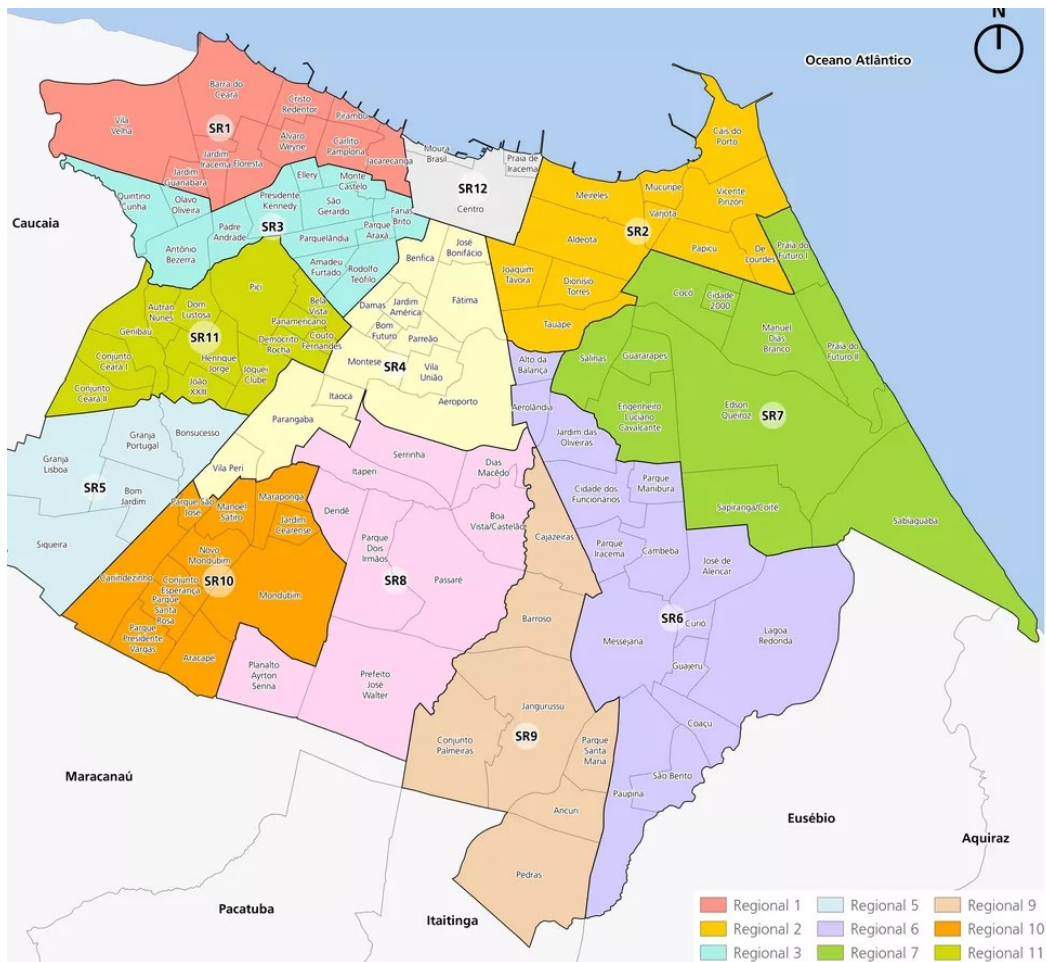 N
Oceano Atlântico
Caucaia
Maracanaú
Pacatuba
Itaitinga
Eusébio
Aquiraz
SR1
Vila
Velha
Barra do
Ceará
Cristo
Redentor
Pirambu
Alvaro
Weyne
Carlito
Pamplona
Jacarecanga
Jardim
Iracema
Floresta
Jardim
Guanabara
SR12
Moura
Brasil
Praia de
Iracema
Centro
SR2
Cais do
Porto
Meireles
Mucuripe
Vicente
Pinzón
Varjota
Aldeota
Papicu
De
Lourdes
Joaquim
Távora
Dionísio
Torres
Tauape
SR3
Quintino
Cunha
Olavo
Oliveira
Ellery
Monte
Castelo
Presidente
Kennedy
São
Gerardo
Farias
Brito
Padre
Andrade
Parquelândia
Parque
Araxá
Antônio
Bezerra
Amadeu
Furtado
Rodolfo
Teófilo
SR4
José
Bonifácio
Benfica
Fátima
Damas
Jardim
América
Bom
Futuro
Parreão
Montese
Vila
União
Aeroporto
Itaoca
Parangaba
Vila Peri
SR11
Pici
Autran
Nunes
Dom
Lustosa
Bela
Vista
Panamericano
Genibaú
Demócrito
Rocha
Couto
Fernandes
Henrique
Jorge
Joquei
Clube
Conjunto
Ceará I
João
XXIII
Conjunto
Ceará II
SR5
Granja
Portugal
Bonsucesso
Granja
Lisboa
Bom
Jardim
Siqueira
SR7
Praia do
Futuro I
Cocó
Cidade
2000
Manuel
Dias
Branco
Praia do
Futuro II
Salinas
Guararapes
Engenheiro
Luciano
Cavalcante
Edson
Queiroz
Sapiranga/Coité
Sabiaguaba
SR6
Alto da
Balança
Aerolândia
Jardim das
Oliveiras
Cidade dos
Funcionários
Parque
Manibura
Parque
Iracema
Cambeba
José de
Alencar
Messejana
Curió
Lagoa
Redonda
Guajeru
Coaçu
São Bento
Paupina
SR8
Serrinha
Itaperi
Dias
Macêdo
Dendê
Boa
Vista/Castelão
Parque
Dois
Irmãos
Passaré
Planalto
Ayrton
Senna
Prefeito
José
Walter
SR9
Cajazeiras
Barroso
Jangurussu
Conjunto
Palmeiras
Parque
Santa
Maria
Ancuri
Pedras
SR10
Parque São
José
Manoel
Sátiro
Maraponga
Jardim
Cearense
Novo
Mondubim
Canindezinho
Conjunto
Esperança
Mondubim
Parque
Santa
Rosa
Parque
Presidente
Vargas
Aracapé
Regional 1
Regional 2
Regional 3
Regional 5
Regional 6
Regional 7
Regional 9
Regional 10
Regional 11